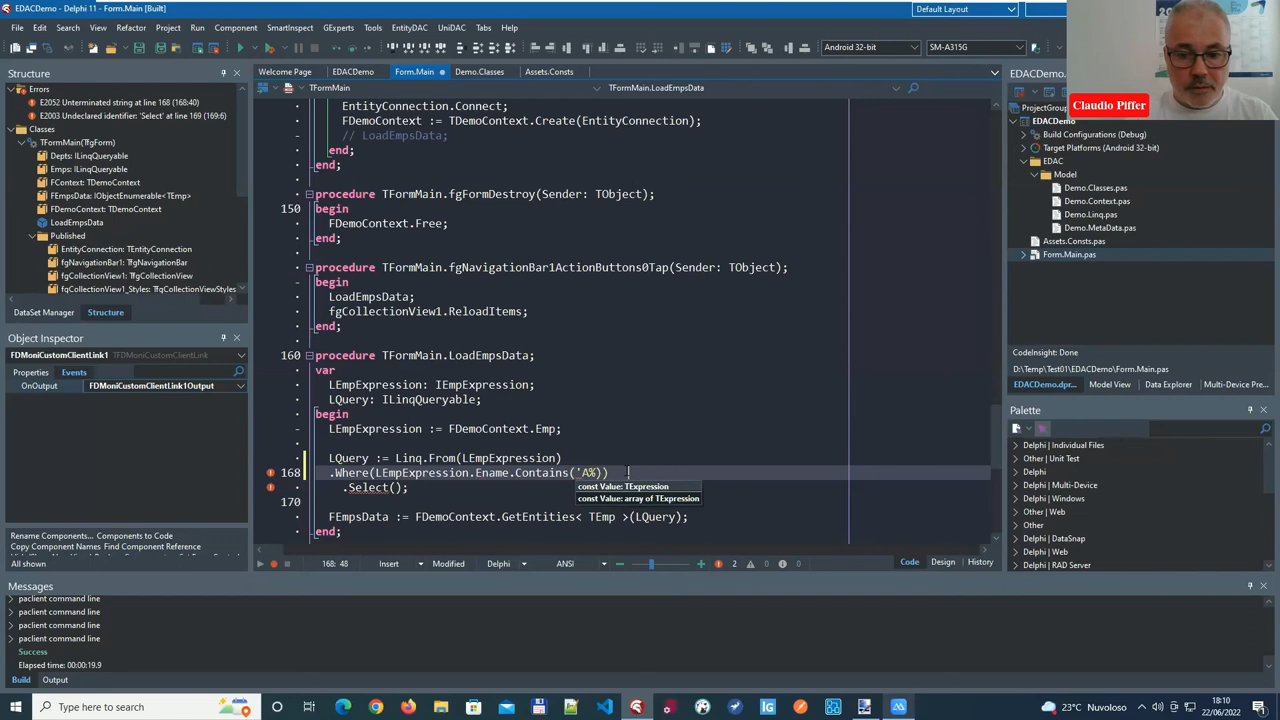 EDACDemo - Delphi 11 - Form.Main [Built]
Default Layout
File Edit Search View Refactor Project Run Component SmartInspect GExperts Tools EntityDAC UniDAC Tabs Help
Android 32-bit
SM-A315G
Structure
Errors
E2052 Unterminated string at line 168 (168:40)
E2003 Undeclared identifier: 'Select' at line 169 (169:6)
Classes
TFormMain(TfgForm)
Depts: ILinqQueryable
Emps: ILinqQueryable
FContext: TDemoContext
FEmpsData: IObjectEnumerable<TEmp>
FDemoContext: TDemoContext
LoadEmpsData
Published
EntityConnection: TEntityConnection
fgNavigationBar1: TfgNavigationBar
fgCollectionView1: TfgCollectionView
fgCollectionView1_Styles: TfgCollectionViewStyles
DataSet Manager Structure
Object Inspector
FDMoniCustomClientLink1 TFDMoniCustomClientLink
Properties Events
OnOutput FDMoniCustomClientLink1Output
Rename Components... Components to Code
Copy Component Names Find Component Reference
All shown
Welcome Page EDACDemo Form.Main Demo.Classes Assets.Consts
TFormMain TFormMain.LoadEmpsData
EntityConnection.Connect;
FDemoContext := TDemoContext.Create(EntityConnection);
// LoadEmpsData;
end;
end;
procedure TFormMain.fgFormDestroy(Sender: TObject);
150 begin
FDemoContext.Free;
end;
procedure TFormMain.fgNavigationBar1ActionButtons0Tap(Sender: TObject);
begin
LoadEmpsData;
fgCollectionView1.ReloadItems;
end;
160 procedure TFormMain.LoadEmpsData;
var
LEmpExpression: IEmpExpression;
LQuery: ILinqQueryable;
begin
LEmpExpression := FDemoContext.Emp;
LQuery := Linq.From(LEmpExpression)
168 .Where(LEmpExpression.Ename.Contains('A%))
const Value: TExpression
.Select();
const Value: array of TExpression
170
FEmpsData := FDemoContext.GetEntities< TEmp >(LQuery);
end;
168: 48 Insert Modified Delphi ANSI 2 0 0 Code Design History
Claudio Piffer
EDACDemo.
ProjectGroup
EDACDemo
Build Configurations (Debug)
Target Platforms (Android 32-bit)
EDAC
Model
Demo.Classes.pas
Demo.Context.pas
Demo.Linq.pas
Demo.MetaData.pas
Assets.Consts.pas
Form.Main.pas
CodeInsight: Done
D:\Temp\Test01\EDACDemo\Form.Main.pas
EDACDemo.dpr... Model View Data Explorer Multi-Device Pre...
Palette
Delphi | Individual Files
Other | Unit Test
Delphi
Delphi | Multi-Device Projects
Other | Web
Other
Delphi | DataSnap
Delphi | Web
RAD Server
Messages
paclient command line
paclient command line
paclient command line
paclient command line
Success
Elapsed time: 00:00:19.9
Build Output
Type here to search
23°C Nuvoloso
18:10
22/06/2022